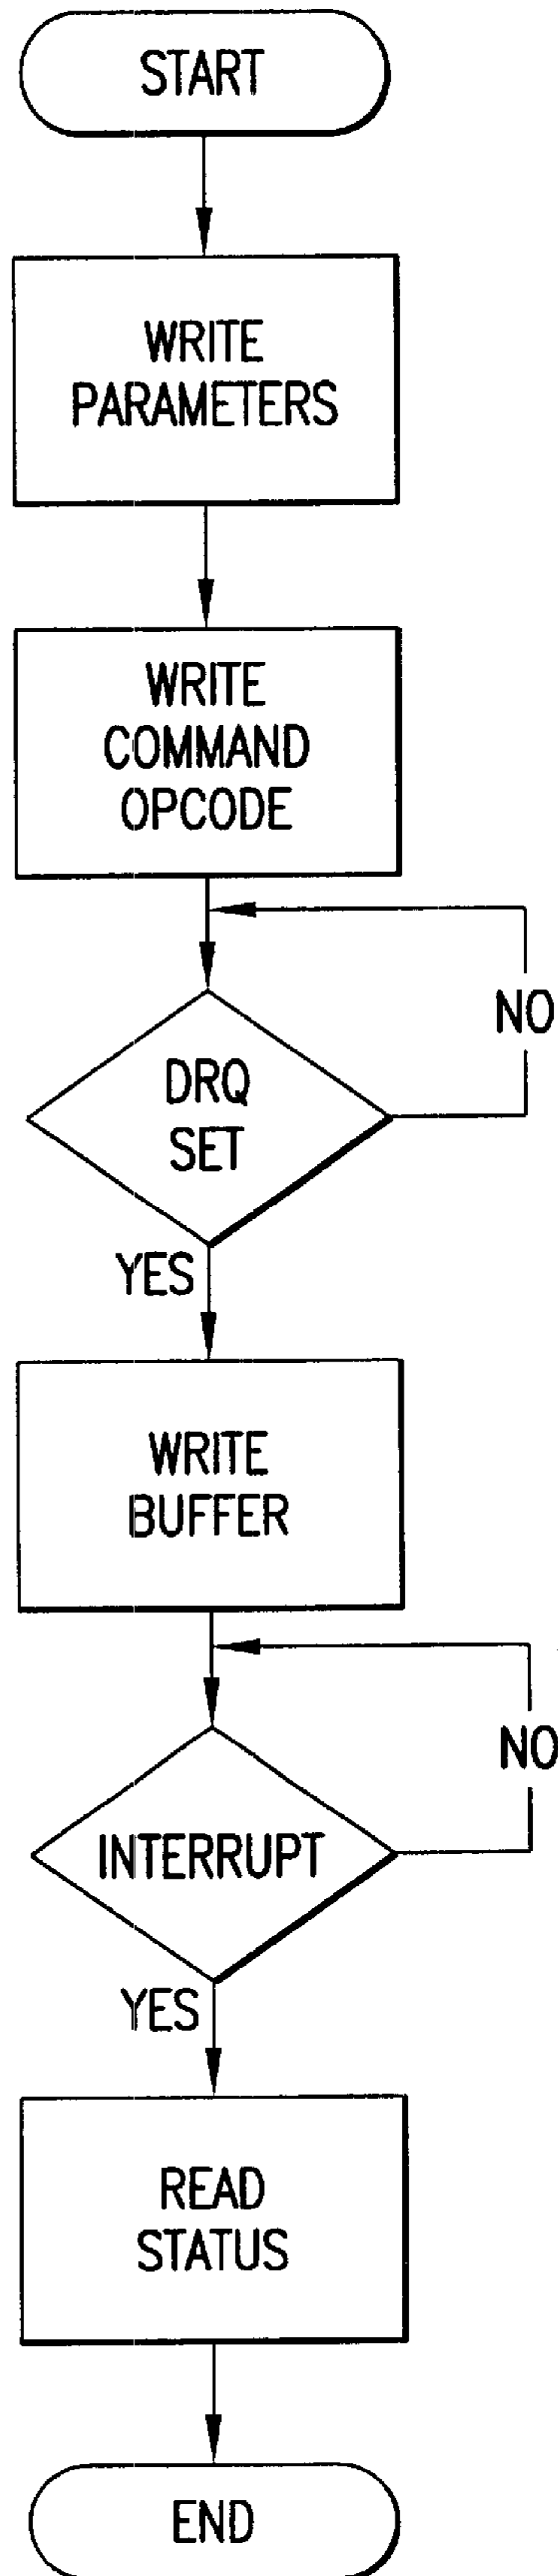 START
WRITE
PARAMETERS
WRITE
COMMAND
OPCODE
NO
DRQ
SET
YES
WRITE
BUFFER
NO
INTERRUPT
YES
READ
STATUS
END